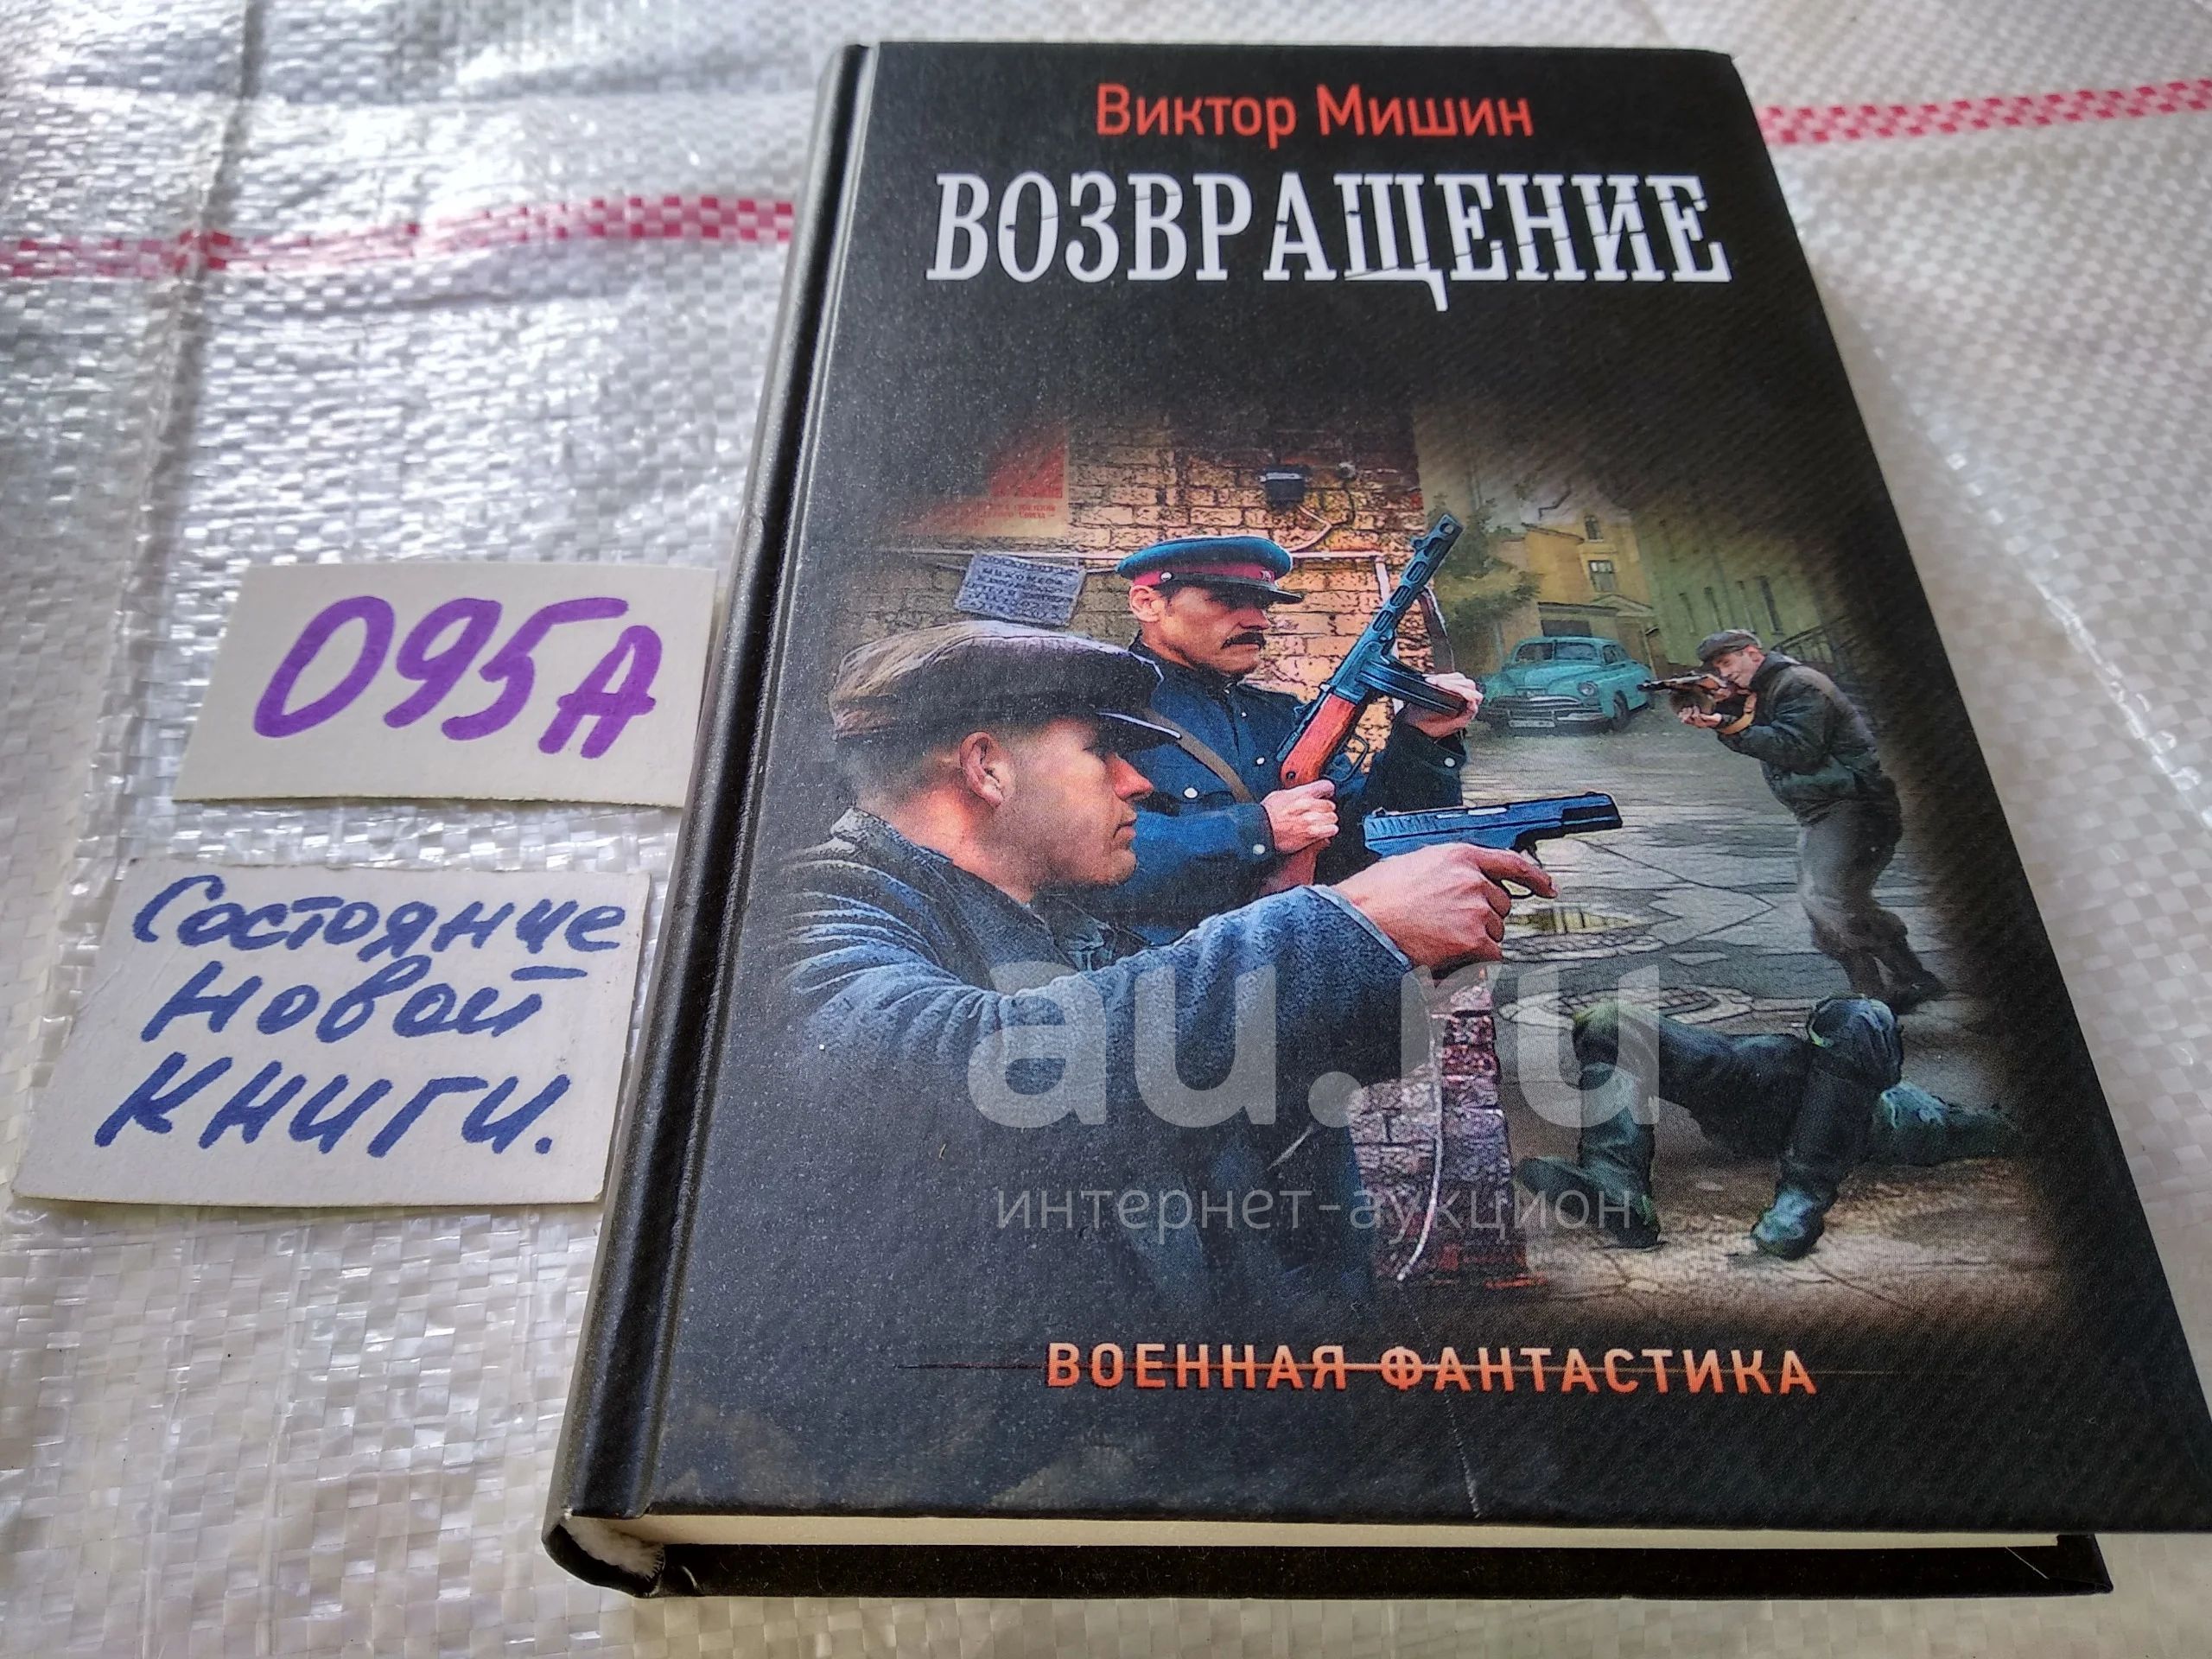 Виктор Мишин
ВОЗВРАЩЕНИЕ
095А
Состояние
новой
книги.
au.ru
интернет-аукцион
ВОЕННАЯ ФАНТАСТИКА